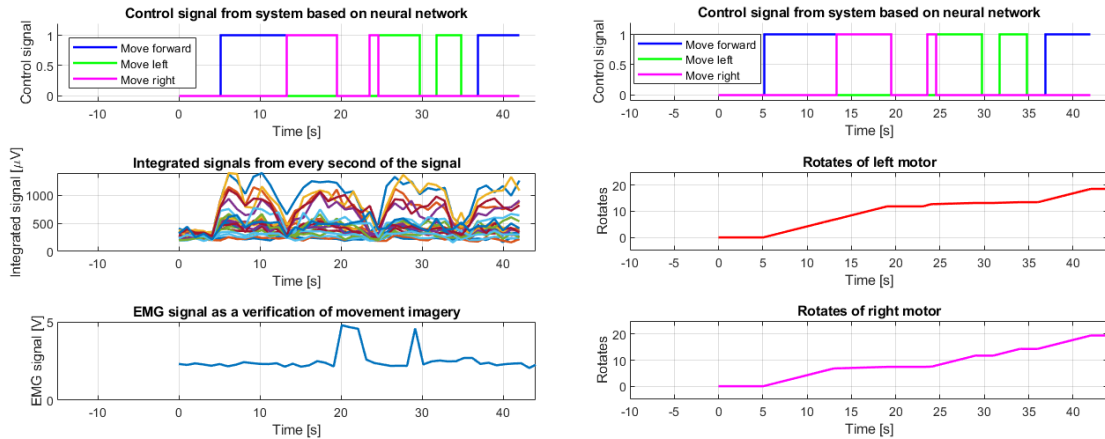 Control signal from system based on neural network
Control signal
1
0.5
0
Move forward
Move left
Move right
-10 0 10 20 30 40
Time [s]
Integrated signals from every second of the signal
Integrated signal [μV]
1000
500
0
-10 0 10 20 30 40
Time [s]
EMG signal as a verification of movement imagery
EMG signal [V]
5
0
-10 0 10 20 30 40
Time [s]
Control signal from system based on neural network
Control signal
1
0.5
0
Move forward
Move left
Move right
-10 -5 0 5 10 15 20 25 30 35 40
Time [s]
Rotates of left motor
Rotates
20
10
0
-10 -5 0 5 10 15 20 25 30 35 40
Time [s]
Rotates of right motor
Rotates
20
10
0
-10 -5 0 5 10 15 20 25 30 35 40
Time [s]